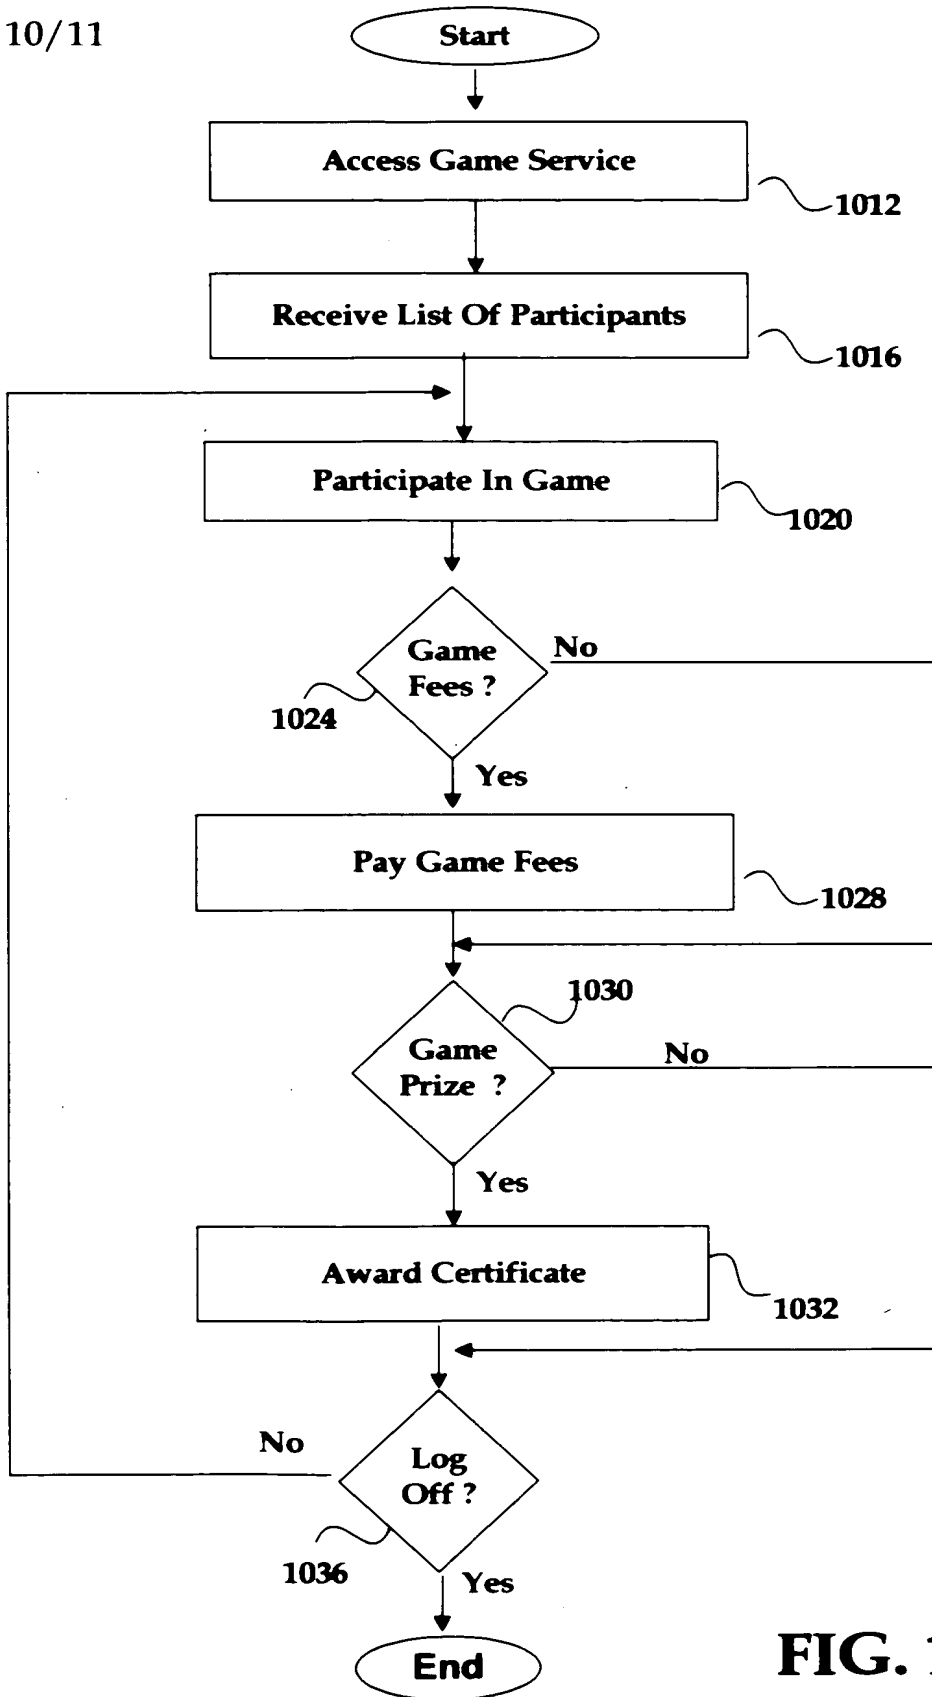 10/11
Start
Access Game Service
1012
Receive List Of Participants
1016
Participate In Game
1020
Game
Fees ?
No
1024
Yes
Pay Game Fees
1028
1030
Game
Prize ?
No
Yes
Award Certificate
1032
No
Log
Off ?
1036
Yes
End
FIG. 1